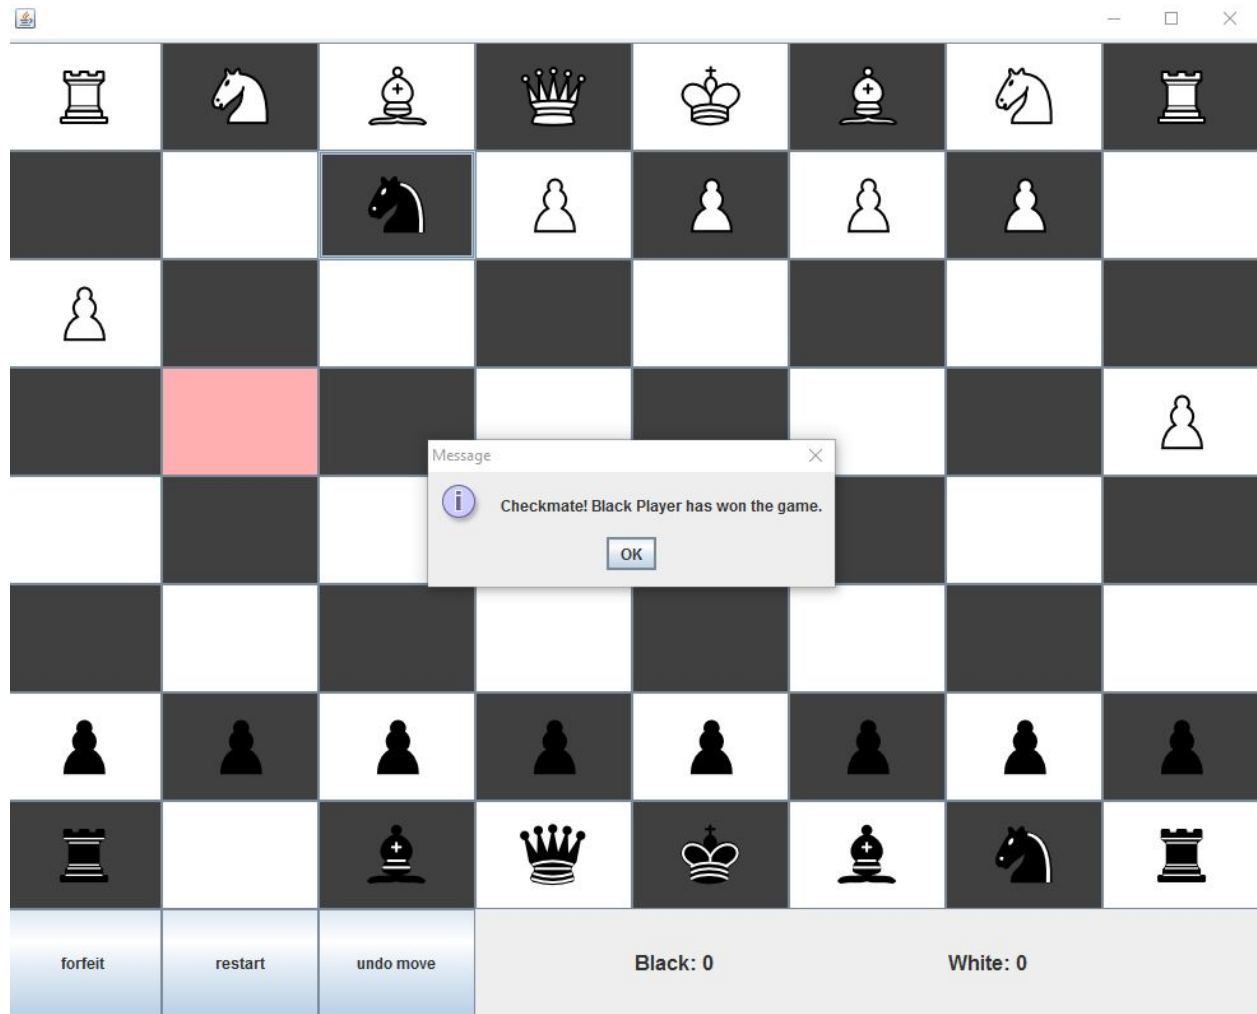 Message
Checkmate! Black Player has won the game.
OK
forfeit
restart
undo move
Black: 0
White: 0